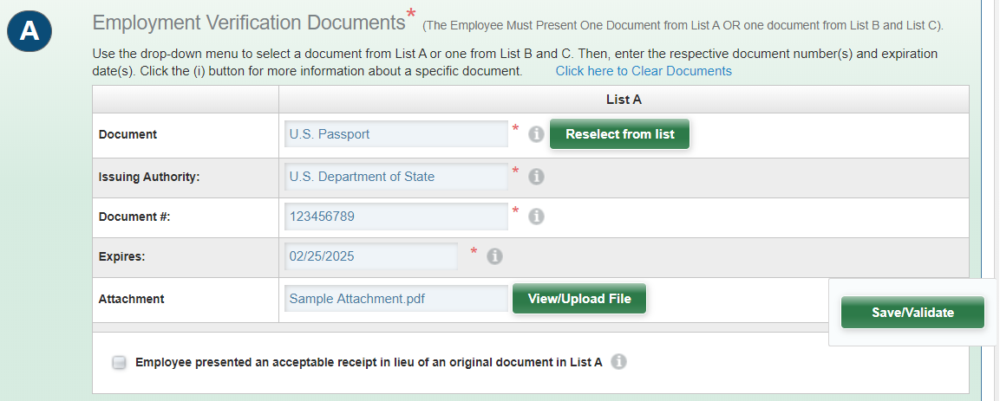 A
Employment Verification Documents* (The Employee Must Present One Document from List A OR one document from List B and List C).
Use the drop-down menu to select a document from List A or one from List B and C. Then, enter the respective document number(s) and expiration
date(s). Click the (i) button for more information about a specific document. Click here to Clear Documents
List A
Document U.S. Passport * i Reselect from list
Issuing Authority: U.S. Department of State * i
Document #: 123456789 * i
Expires: 02/25/2025 * i
Attachment Sample Attachment.pdf View/Upload File
Save/Validate
Employee presented an acceptable receipt in lieu of an original document in List A i